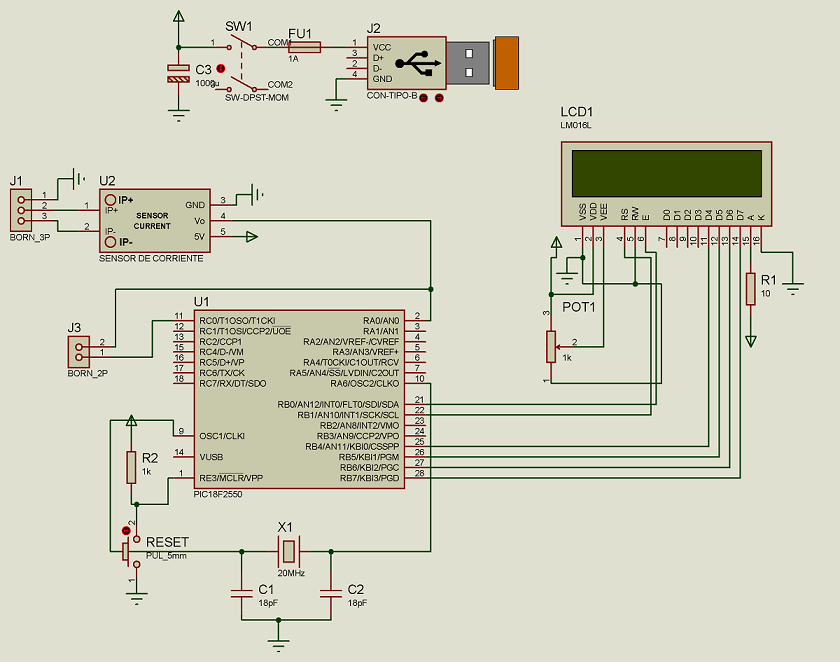 SW1
FU1
J2
1
COM1
1A
1
3
2
4
VCC
D+
D-
GND
C3
1000u
COM2
SW-DPST-MOM
CON-TIPO-B
LCD1
LM016L
VSS
VDD
VEE
RS
RW
E
D0
D1
D2
D3
D4
D5
D6
D7
A
K
1
2
3
4
5
6
7
8
9
10
11
12
13
14
15
16
J1
1
2
3
BORN_3P
U2
1
2
IP+
IP+
IP-
IP-
SENSOR
CURRENT
GND
Vo
5V
3
4
5
SENSOR DE CORRIENTE
R1
10
POT1
3
2
1
1k
J3
2
1
BORN_2P
U1
11
12
13
15
16
17
18
9
14
1
RC0/T1OSO/T1CKI
RC1/T1OSI/CCP2/UOE
RC2/CCP1
RC4/D-/VM
RC5/D+/VP
RC6/TX/CK
RC7/RX/DT/SDO
OSC1/CLKI
VUSB
RE3/MCLR/VPP
RA0/AN0
RA1/AN1
RA2/AN2/VREF-/CVREF
RA3/AN3/VREF+
RA4/T0CKI/C1OUT/RCV
RA5/AN4/SS/LVDIN/C2OUT
RA6/OSC2/CLKO
RB0/AN12/INT0/FLT0/SDI/SDA
RB1/AN10/INT1/SCK/SCL
RB2/AN8/INT2/VMO
RB3/AN9/CCP2/VPO
RB4/AN11/KBI0/CSSPP
RB5/KBI1/PGM
RB6/KBI2/PGC
RB7/KBI3/PGD
2
3
4
5
6
7
10
21
22
23
24
25
26
27
28
PIC18F2550
R2
1k
2
RESET
PUL_5mm
1
X1
20MHz
C1
18pF
C2
18pF